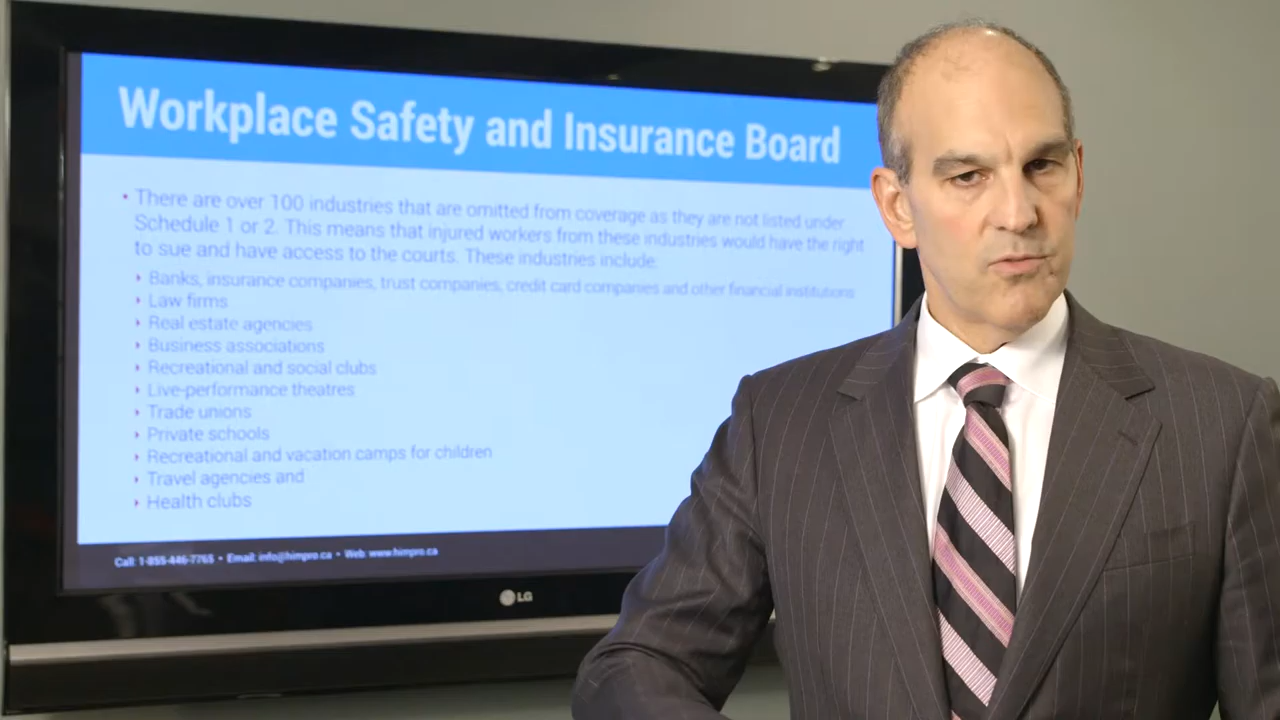 Workplace Safety and Insurance Board
• There are over 100 industries that are omitted from coverage as they are not listed under
Schedule 1 or 2. This means that injured workers from these industries would have the right
to sue and have access to the courts. These industries include:
Banks, insurance companies, trust companies, credit card companies and other financial institutions
Law firms
Real estate agencies
Business associations
Recreational and social clubs
Live-performance theatres
Trade unions
Private schools
Recreational and vacation camps for children
Travel agencies and
Health clubs
Call: 1-855-446-7765 • Email: info@himpro.ca • Web: www.himpro.ca
LG